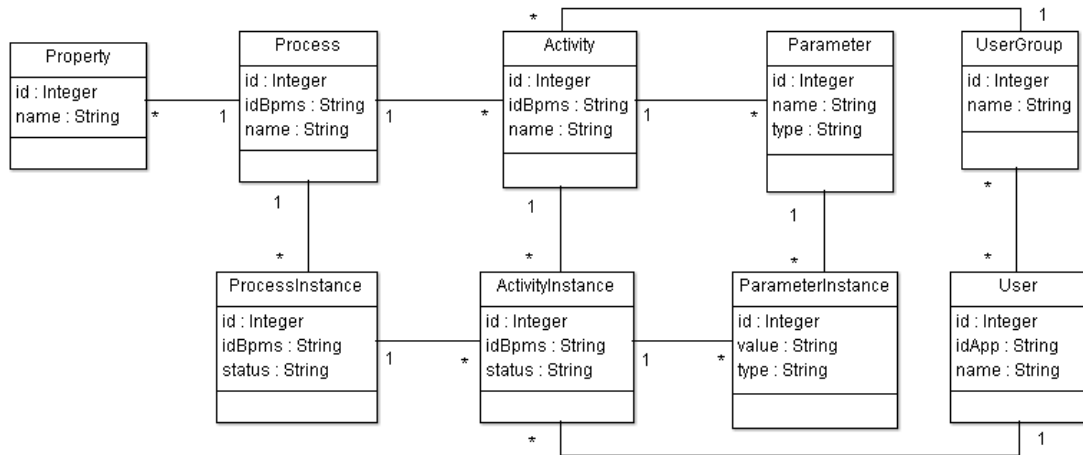 * 1
Property
id : Integer
name : String
* 1
Process
id : Integer
idBpms : String
name : String
1 *
Activity
id : Integer
idBpms : String
name : String
1 *
Parameter
id : Integer
name : String
type : String
UserGroup
id : Integer
name : String
1 1 1 *
* * * *
ProcessInstance
id : Integer
idBpms : String
status : String
1 *
ActivityInstance
id : Integer
idBpms : String
status : String
1 *
ParameterInstance
id : Integer
value : String
type : String
User
id : Integer
idApp : String
name : String
* 1